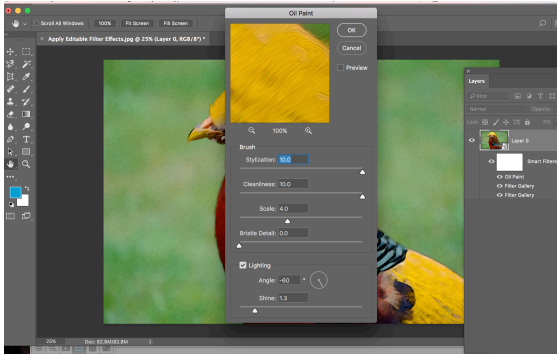 Oil Paint
Scroll All Windows
100%
Fit Screen
Fill Screen
Apply Editable Filter Effects.jpg @ 25% (Layer 0, RGB/8*) *
OK
Cancel
Preview
100%
Brush
Stylization: 10.0
Cleanliness: 10.0
Scale: 4.0
Bristle Detail: 0.0
Lighting
Angle: -60 °
Shine: 1.3
Layers
Kind
Normal
Opacity:
Lock:
Fill:
Layer 0
Smart Filters
Oil Paint
Filter Gallery
Filter Gallery
25%
Doc: 82.8M/82.8M